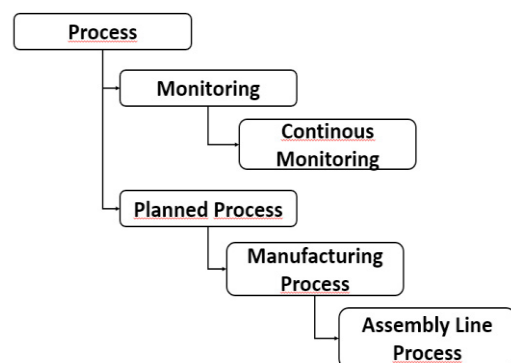 Process
Monitoring
Continous
Monitoring
Planned Process
Manufacturing
Process
Assembly Line
Process